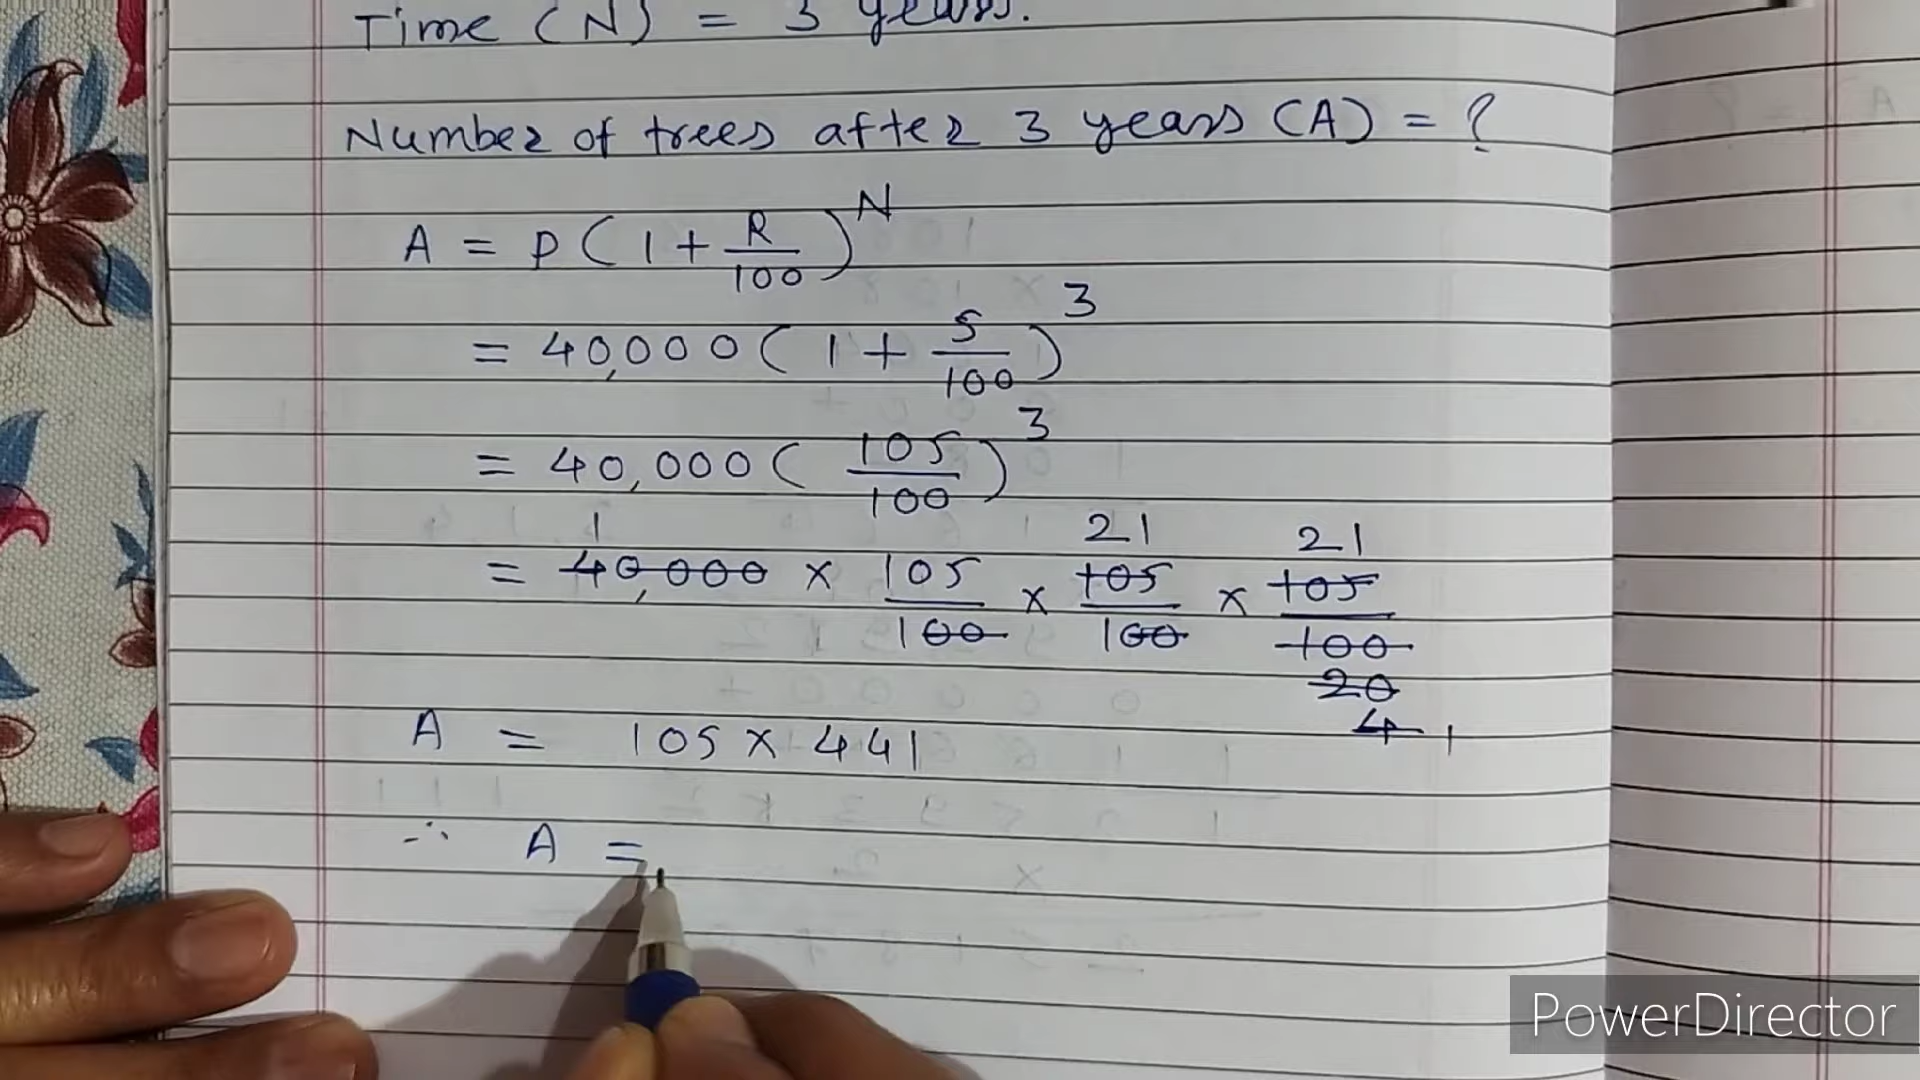 Time (N) = 3 years.
Number of trees after 3 years (A) = ?
A = P(1 + R/100)^N
= 40,000(1 + 5/100)^3
= 40,000(105/100)^3
1 21 21
= 40,000 × 105/100 × 105/100 × 105/100
20
4 1
A = 105 × 441
∴ A =
PowerDirector